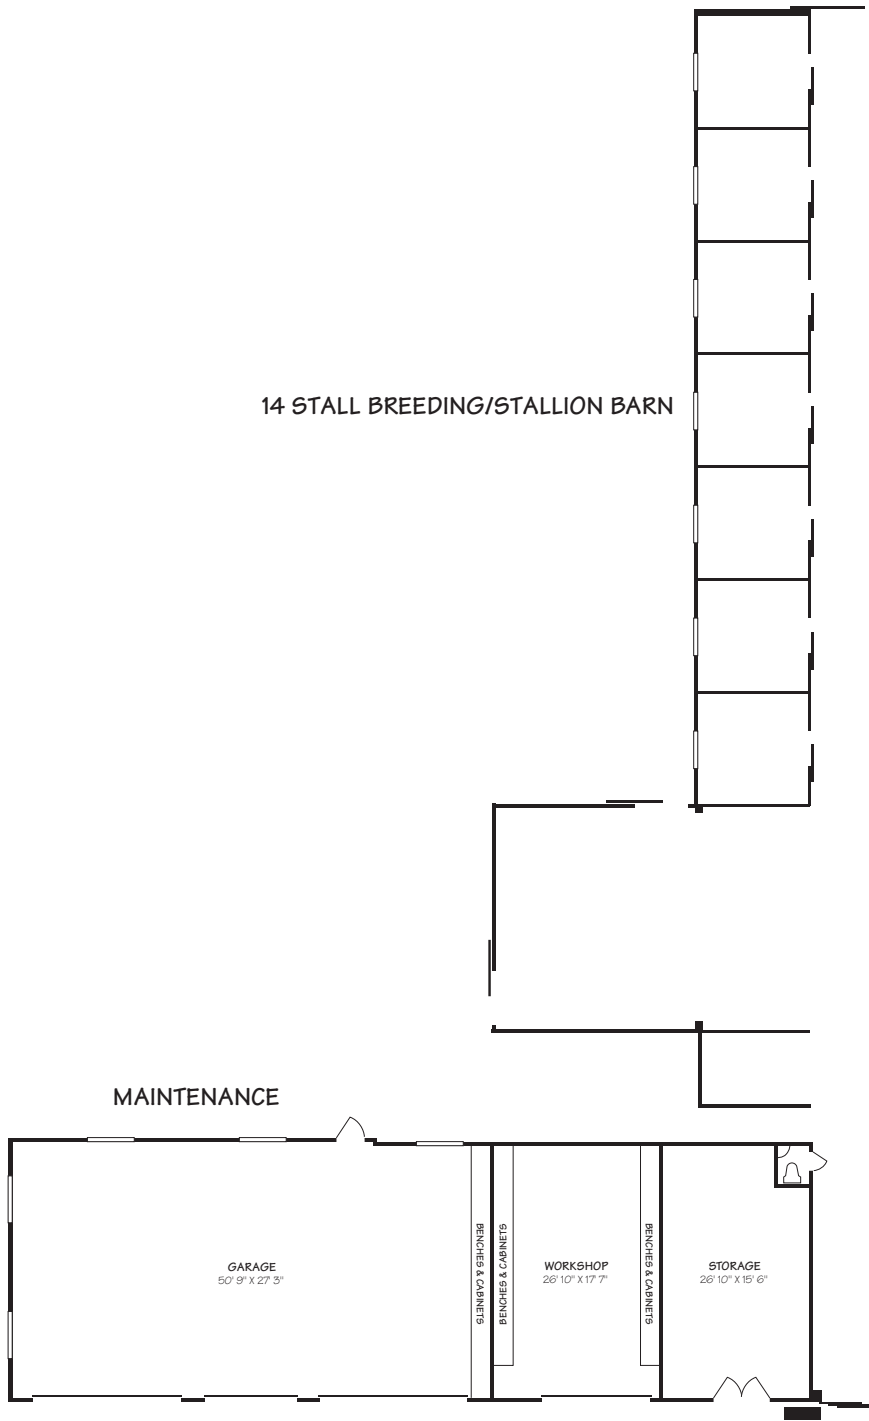 14 STALL BREEDING/STALLION BARN
MAINTENANCE
GARAGE
50' 9" X 27' 3"
BENCHES & CABINETS
BENCHES & CABINETS
WORKSHOP
26' 10" X 17' 7"
BENCHES & CABINETS
STORAGE
26' 10" X 15' 6"